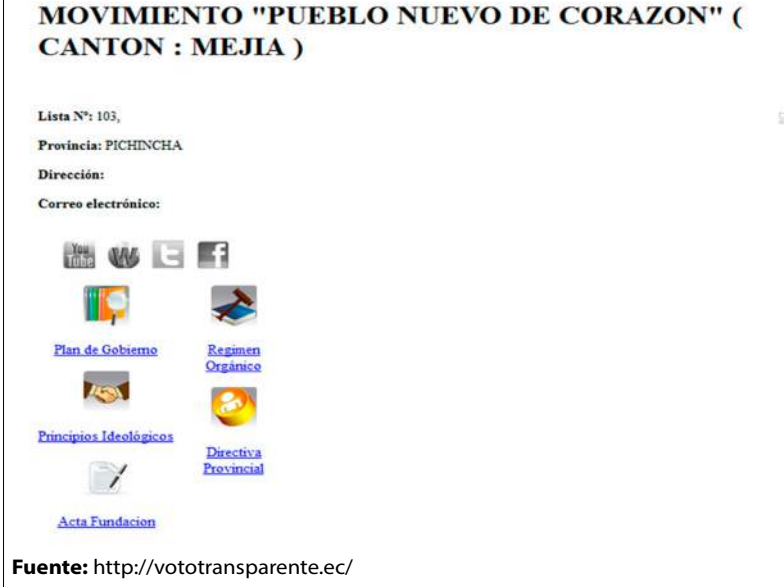 MOVIMIENTO "PUEBLO NUEVO DE CORAZON" (
CANTON : MEJIA )
Lista Nº: 103,
Provincia: PICHINCHA
Dirección:
Correo electrónico:
You
Tube
W
t
f
Plan de Gobierno
Regimen
Orgánico
Principios Ideológicos
Directiva
Provincial
Acta Fundacion
Fuente: http://vototransparente.ec/